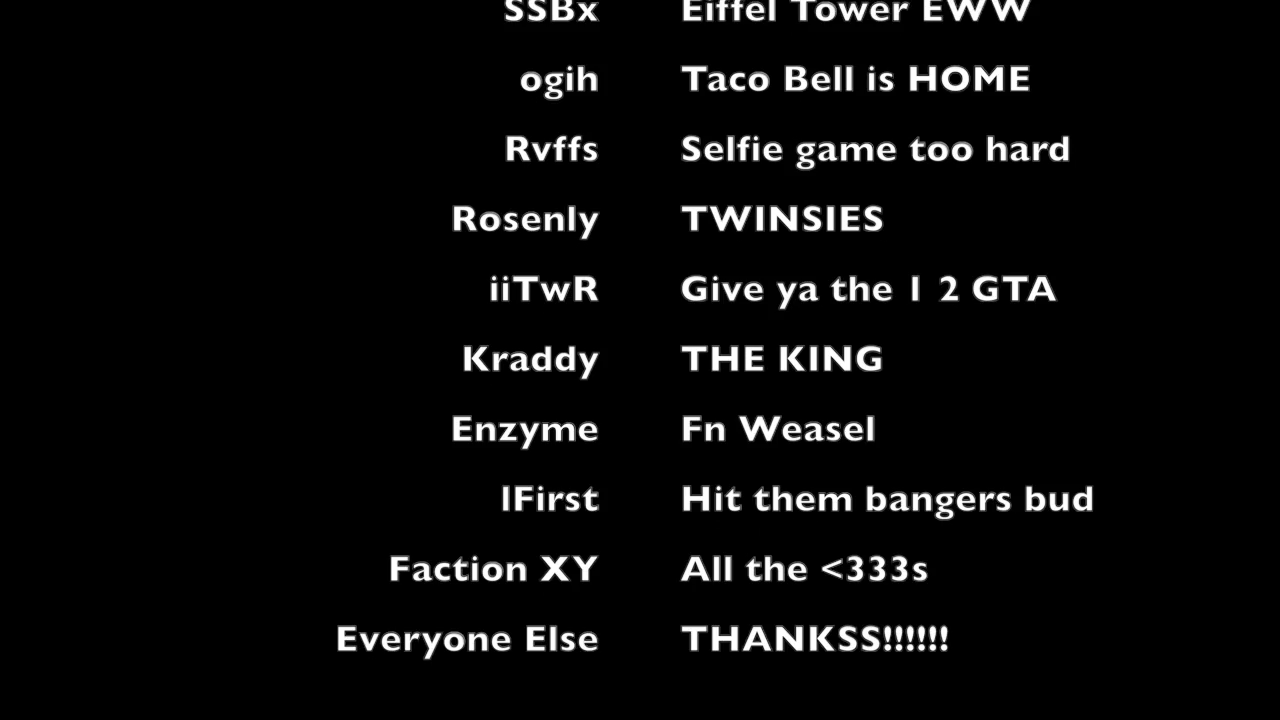 SSBx Eiffel Tower EWW
ogih Taco Bell is HOME
Rvffs Selfie game too hard
Rosenly TWINSIES
iiTwR Give ya the 1 2 GTA
Kraddy THE KING
Enzyme Fn Weasel
lFirst Hit them bangers bud
Faction XY All the <333s
Everyone Else THANKSS!!!!!!